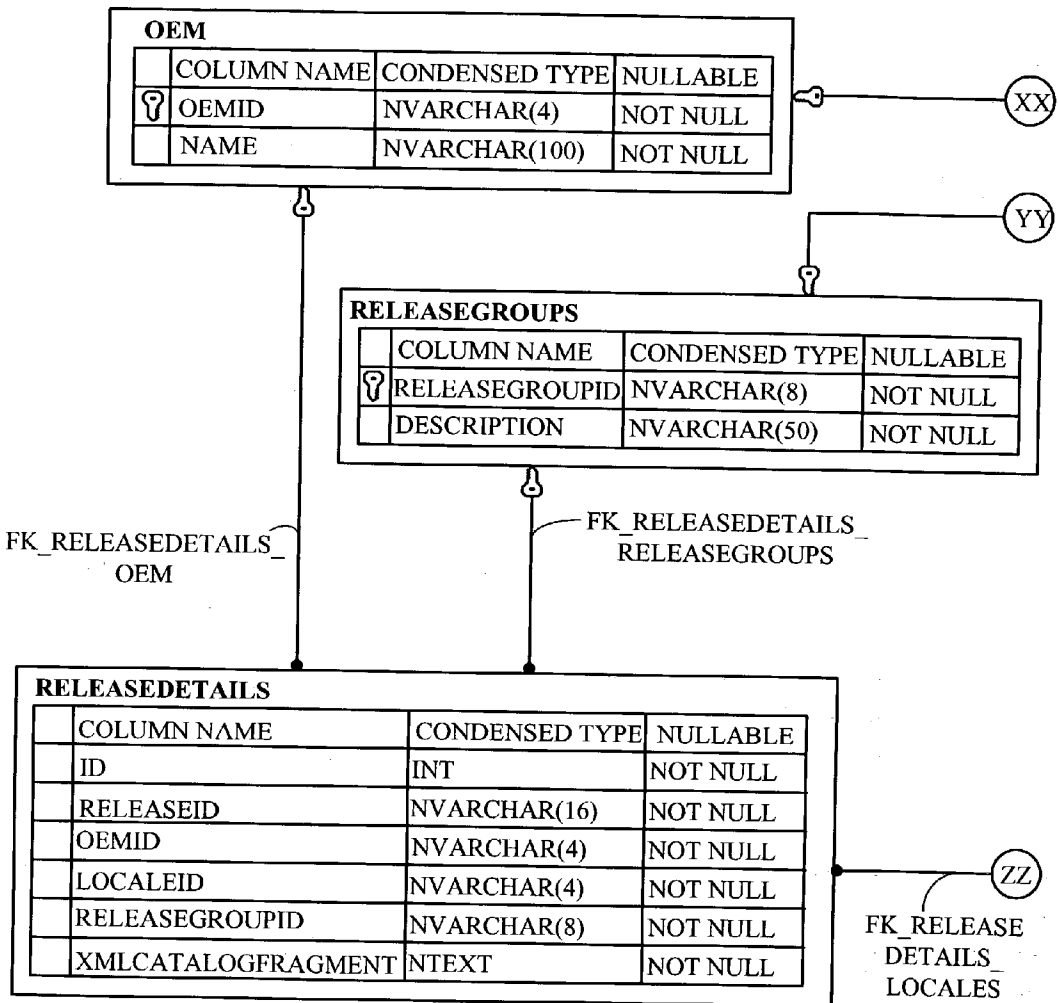 OEM
COLUMN NAME CONDENSED TYPE NULLABLE
OEMID NVARCHAR(4) NOT NULL
NAME NVARCHAR(100) NOT NULL
XX
YY
RELEASEGROUPS
COLUMN NAME CONDENSED TYPE NULLABLE
RELEASEGROUPID NVARCHAR(8) NOT NULL
DESCRIPTION NVARCHAR(50) NOT NULL
FK_RELEASEDETAILS_
OEM
FK_RELEASEDETAILS_
RELEASEGROUPS
RELEASEDETAILS
COLUMN NAME CONDENSED TYPE NULLABLE
ID INT NOT NULL
RELEASEID NVARCHAR(16) NOT NULL
OEMID NVARCHAR(4) NOT NULL
LOCALEID NVARCHAR(4) NOT NULL
RELEASEGROUPID NVARCHAR(8) NOT NULL
XMLCATALOGFRAGMENT NTEXT NOT NULL
ZZ
FK_RELEASE
DETAILS_
LOCALES